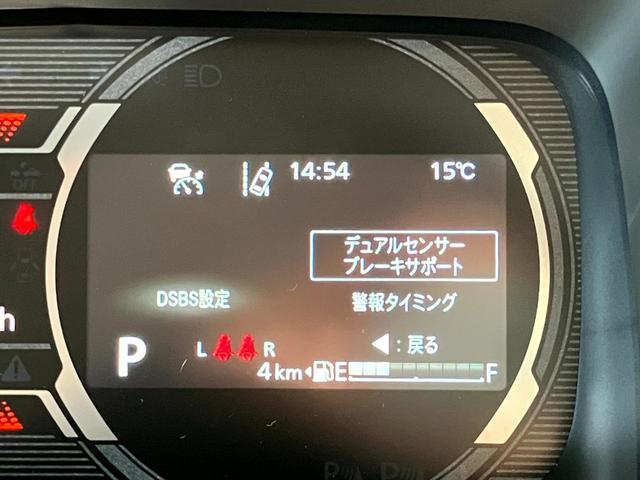 14:54 15℃
デュアルセンサー
ブレーキサポート
DSBS設定
警報タイミング
P
L R
◀:戻る
4km
E F
h
OFF